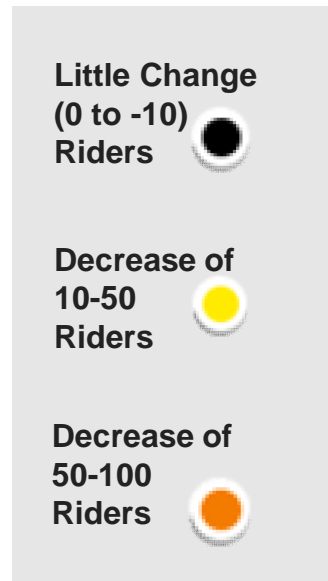 Little Change
(0 to -10)
Riders
Decrease of
10-50
Riders
Decrease of
50-100
Riders